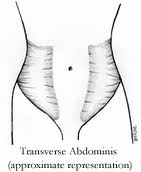 Transverse Abdominis
(approximate representation)